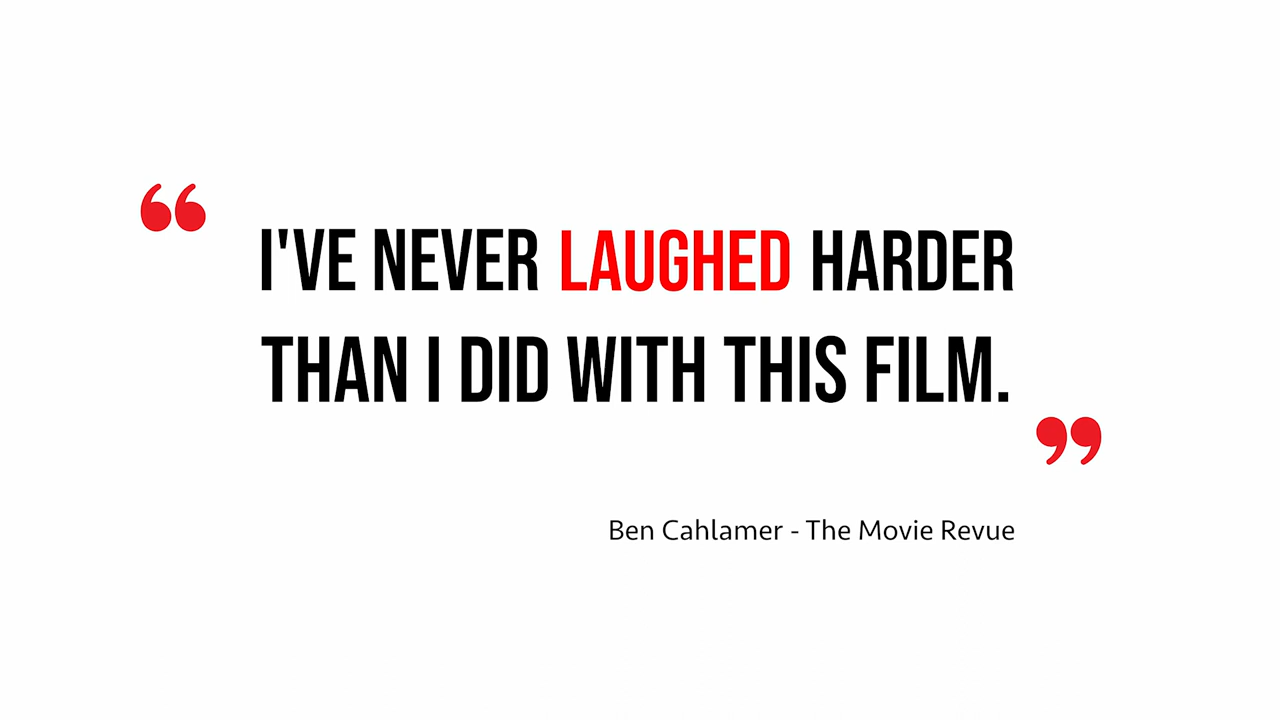 “ I'VE NEVER LAUGHED HARDER
THAN I DID WITH THIS FILM. ”
Ben Cahlamer - The Movie Revue